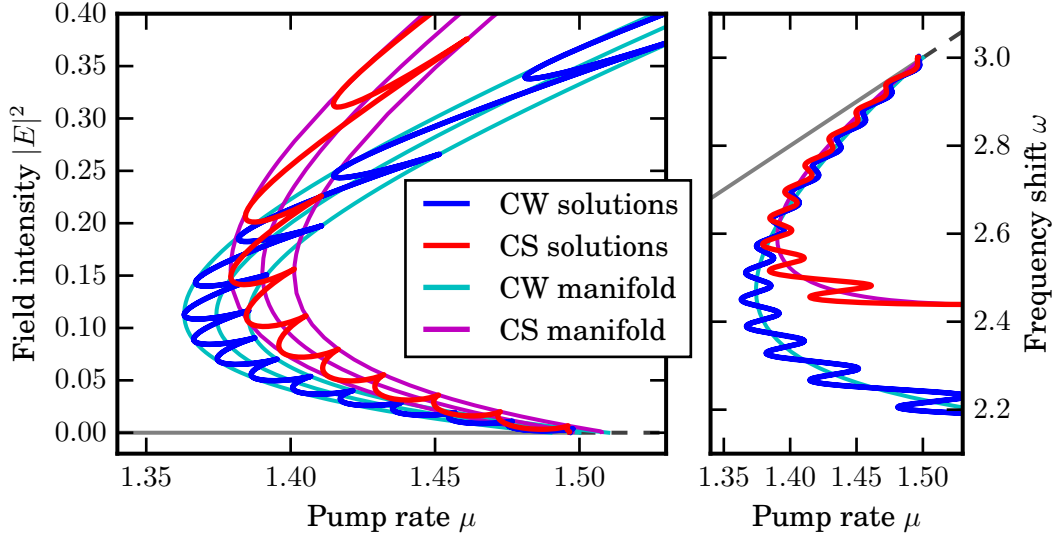 0.40
0.35
0.30
0.25
0.20
0.15
0.10
0.05
0.00
Field intensity |E|²
1.35
1.40
1.45
1.50
Pump rate μ
CW solutions
CS solutions
CW manifold
CS manifold
3.0
2.8
2.6
2.4
2.2
Frequency shift ω
1.35
1.40
1.45
1.50
Pump rate μ